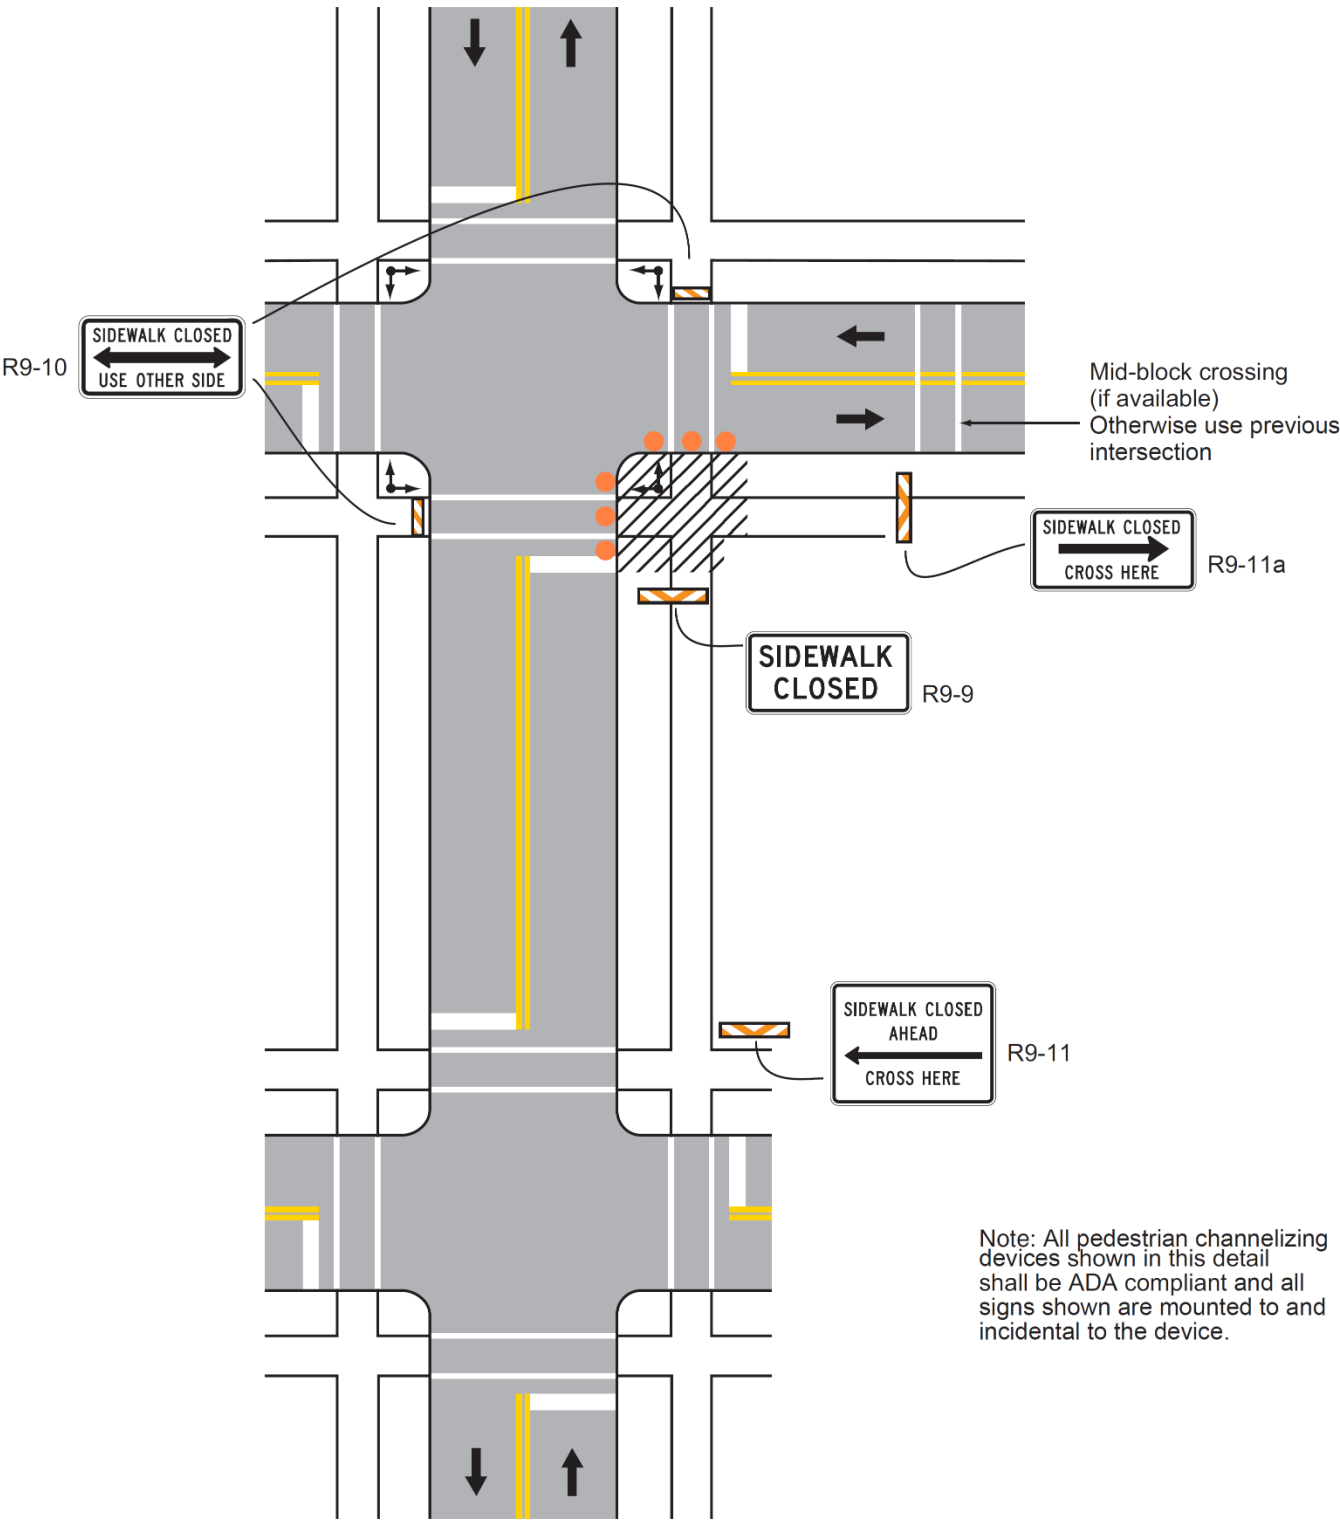 SIDEWALK CLOSED
USE OTHER SIDE
R9-10
Mid-block crossing
(if available)
Otherwise use previous
intersection
SIDEWALK CLOSED
CROSS HERE
R9-11a
SIDEWALK
CLOSED
R9-9
SIDEWALK CLOSED
AHEAD
CROSS HERE
R9-11
Note: All pedestrian channelizing
devices shown in this detail
shall be ADA compliant and all
signs shown are mounted to and
incidental to the device.